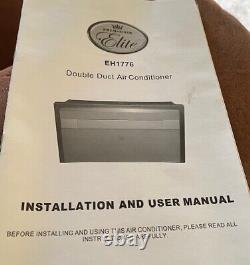 Elite
EH1776
Double Duct Air Conditioner
INSTALLATION AND USER MANUAL
BEFORE INSTALLING AND USING THIS AIR CONDITIONER, PLEASE READ ALL